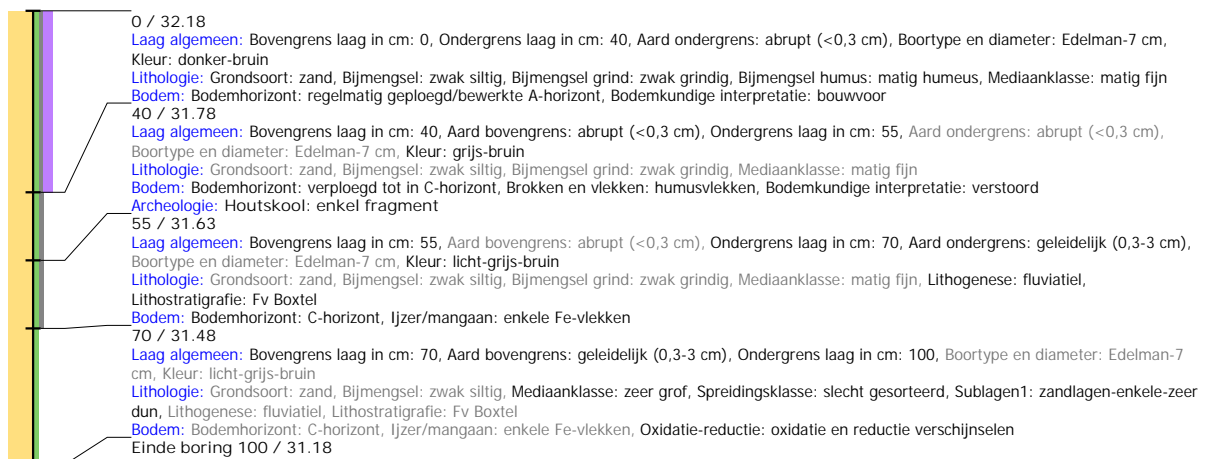 0 / 32.18
Laag algemeen: Bovengrens laag in cm: 0, Ondergrens laag in cm: 40, Aard ondergrens: abrupt (<0,3 cm), Boortype en diameter: Edelman-7 cm,
Kleur: donker-bruin
Lithologie: Grondsoort: zand, Bijmengsel: zwak siltig, Bijmengsel grind: zwak grindig, Bijmengsel humus: matig humeus, Mediaanklasse: matig fijn
Bodem: Bodemhorizont: regelmatig geploegd/bewerkte A-horizont, Bodemkundige interpretatie: bouwvoor
40 / 31.78
Laag algemeen: Bovengrens laag in cm: 40, Aard bovengrens: abrupt (<0,3 cm), Ondergrens laag in cm: 55, Aard ondergrens: abrupt (<0,3 cm),
Boortype en diameter: Edelman-7 cm, Kleur: grijs-bruin
Lithologie: Grondsoort: zand, Bijmengsel: zwak siltig, Bijmengsel grind: zwak grindig, Mediaanklasse: matig fijn
Bodem: Bodemhorizont: verploegd tot in C-horizont, Brokken en vlekken: humusvlekken, Bodemkundige interpretatie: verstoord
Archeologie: Houtskool: enkel fragment
55 / 31.63
Laag algemeen: Bovengrens laag in cm: 55, Aard bovengrens: abrupt (<0,3 cm), Ondergrens laag in cm: 70, Aard ondergrens: geleidelijk (0,3-3 cm),
Boortype en diameter: Edelman-7 cm, Kleur: licht-grijs-bruin
Lithologie: Grondsoort: zand, Bijmengsel: zwak siltig, Bijmengsel grind: zwak grindig, Mediaanklasse: matig fijn, Lithogenese: fluviatiel,
Lithostratigrafie: Fv Boxtel
Bodem: Bodemhorizont: C-horizont, Ijzer/mangaan: enkele Fe-vlekken
70 / 31.48
Laag algemeen: Bovengrens laag in cm: 70, Aard bovengrens: geleidelijk (0,3-3 cm), Ondergrens laag in cm: 100, Boortype en diameter: Edelman-7
cm, Kleur: licht-grijs-bruin
Lithologie: Grondsoort: zand, Bijmengsel: zwak siltig, Mediaanklasse: zeer grof, Spreidingsklasse: slecht gesorteerd, Sublagen1: zandlagen-enkele-zeer
dun, Lithogenese: fluviatiel, Lithostratigrafie: Fv Boxtel
Bodem: Bodemhorizont: C-horizont, Ijzer/mangaan: enkele Fe-vlekken, Oxidatie-reductie: oxidatie en reductie verschijnselen
Einde boring 100 / 31.18